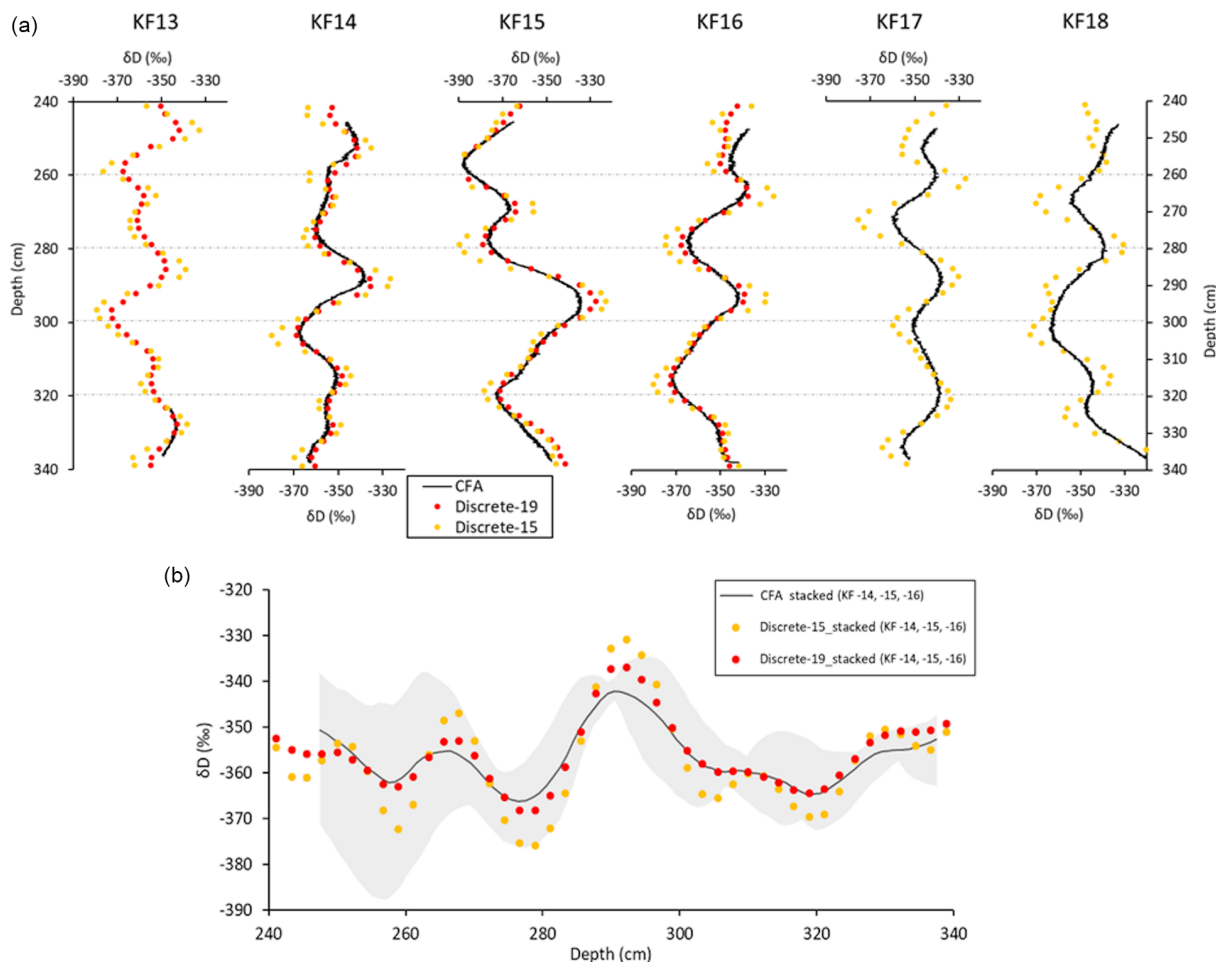 (a)
KF13 KF14 KF15 KF16 KF17 KF18
δD (‰) δD (‰) δD (‰) δD (‰)
-390 -370 -350 -330 -390 -370 -350 -330 -390 -370 -350 -330
240 240
250
260 260
270
280 280
290
300 300
310
320 320
330
340 340
Depth (cm)
Depth (cm)
-390 -370 -350 -330 -390 -370 -350 -330 -390 -370 -350 -330
δD (‰) δD (‰) δD (‰)
CFA
Discrete-19
Discrete-15
(b)
-320
-330
-340
-350
-360
-370
-380
-390
δD (‰)
CFA stacked (KF -14, -15, -16)
Discrete-15_stacked (KF -14, -15, -16)
Discrete-19_stacked (KF -14, -15, -16)
240 260 280 300 320 340
Depth (cm)